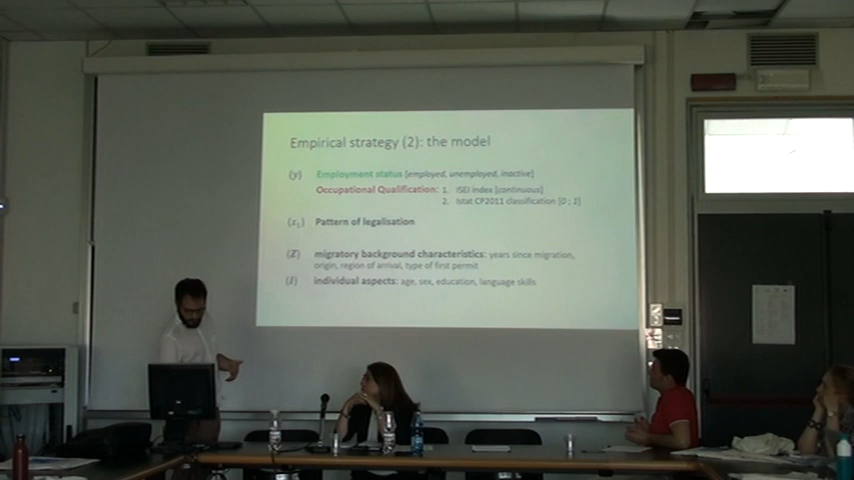 Empirical strategy (2): the model
(y) Employment status [employed, unemployed, inactive]
Occupational Qualification: 1. ISEI index [continuous]
2. Istat CP2011 classification [0 ; 1]
(x₁) Pattern of legalisation
(Z) migratory background characteristics: years since migration,
origin, region of arrival, type of first permit
(I) individual aspects: age, sex, education, language skills